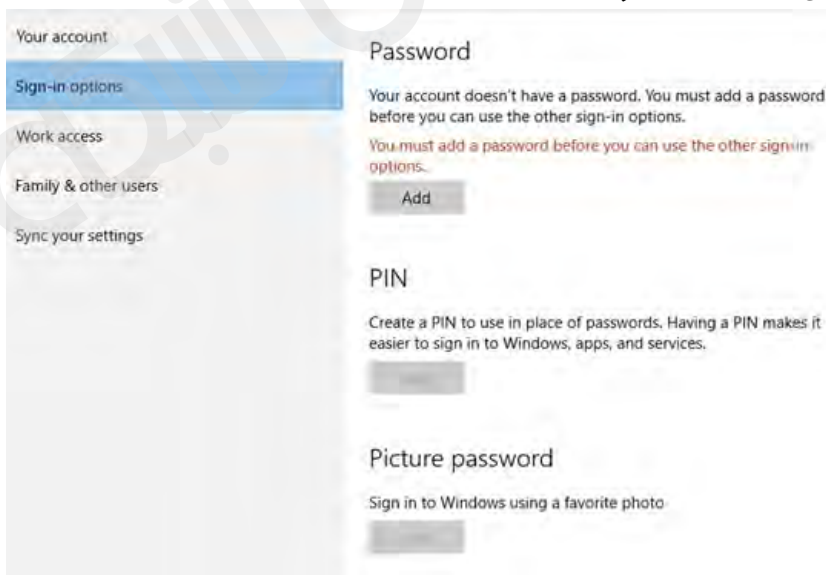 Your account
Sign-in options
Work access
Family & other users
Sync your settings
Password
Your account doesn't have a password. You must add a password
before you can use the other sign-in options.
You must add a password before you can use the other sign-in
options.
Add
PIN
Create a PIN to use in place of passwords. Having a PIN makes it
easier to sign in to Windows, apps, and services.
Picture password
Sign in to Windows using a favorite photo